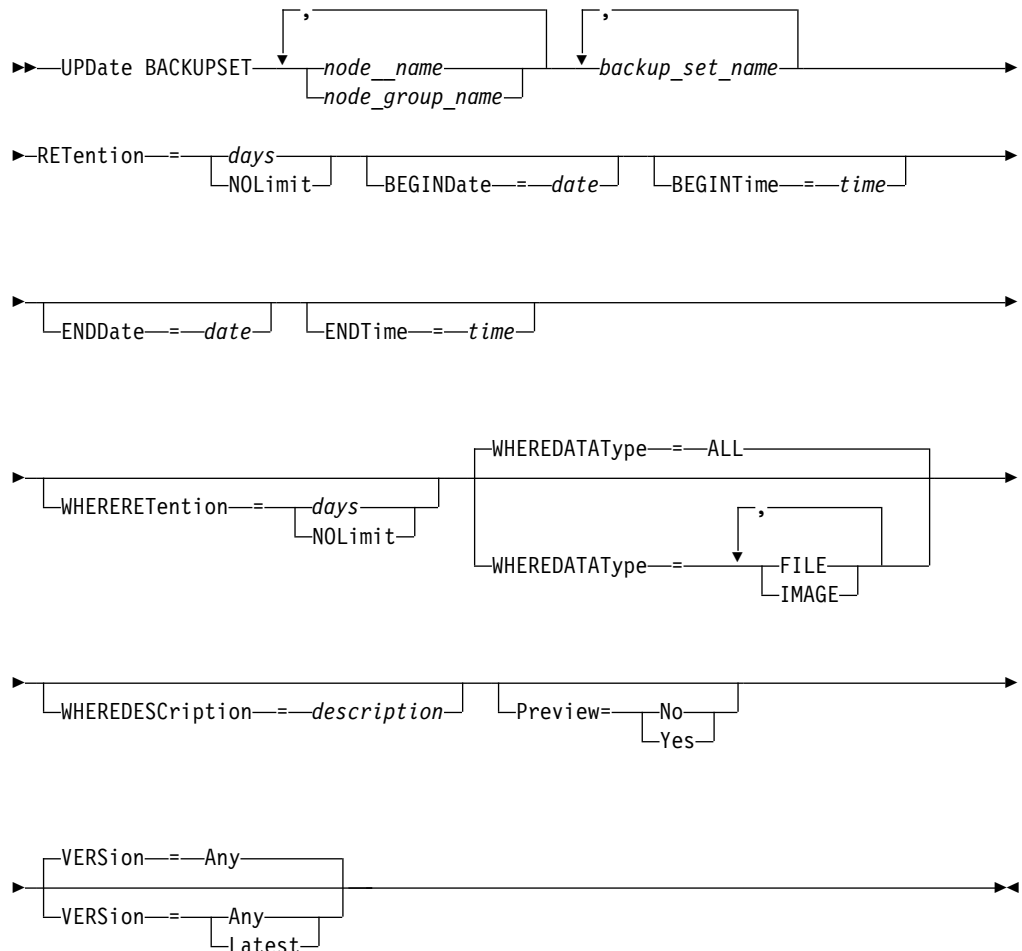 ,
,
UPDate BACKUPSET node__name backup_set_name
node_group_name
RETention = days BEGINDate = date BEGINTime = time
NOLimit
ENDDate = date ENDTime = time
WHERERETention = days
NOLimit
WHEREDATAType = ALL
,
WHEREDATAType = FILE
IMAGE
WHEREDESCription = description Preview= No
Yes
VERSion = Any
VERSion = Any
Latest